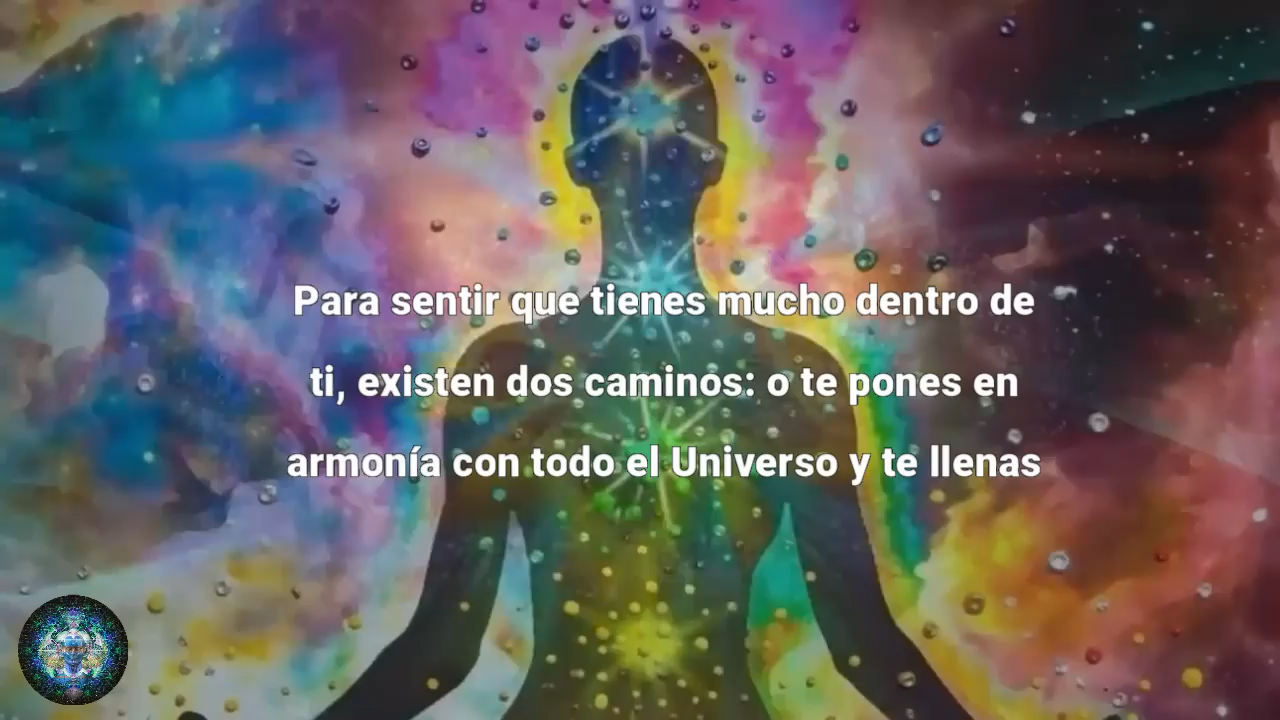 Para sentir que tienes mucho dentro de
ti, existen dos caminos: o te pones en
armonía con todo el Universo y te llenas